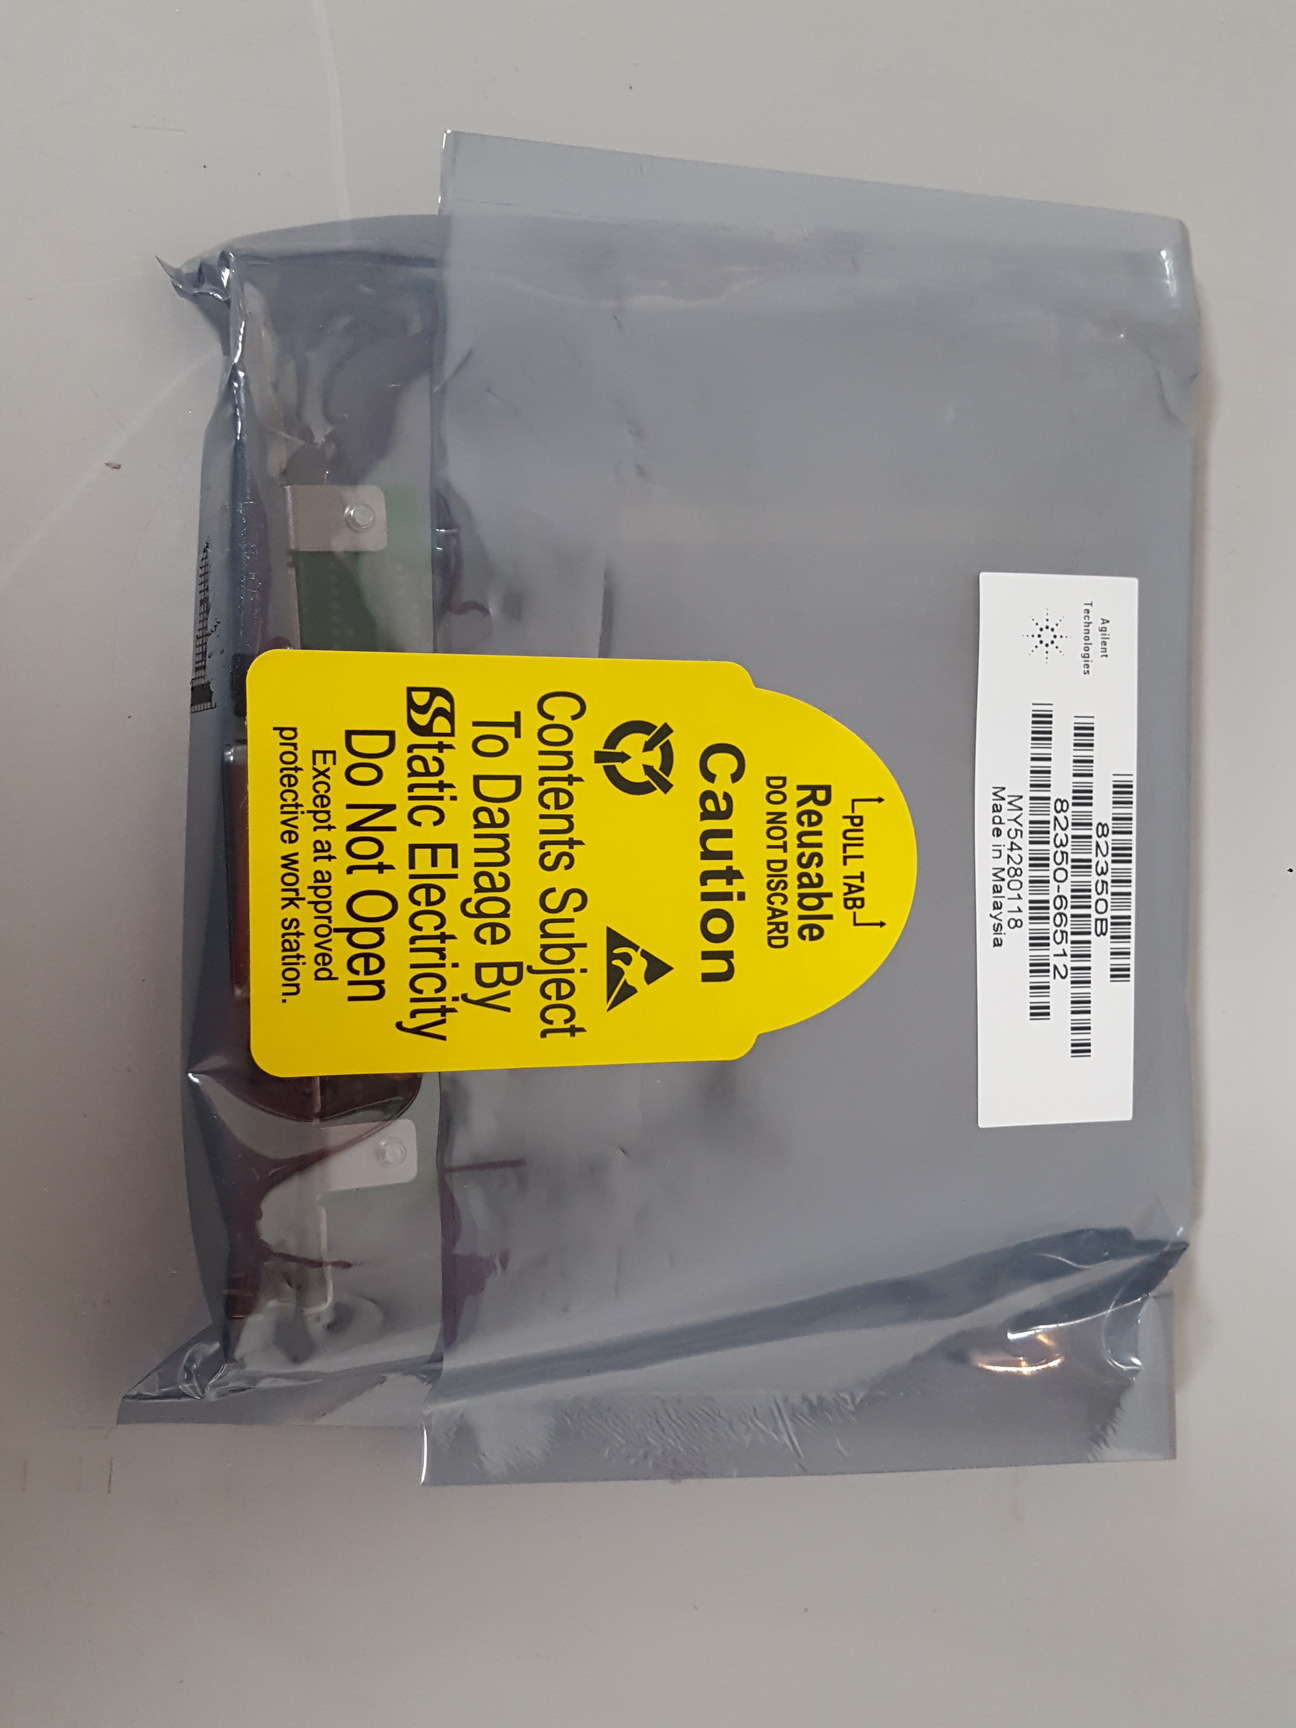 Agilent
Technologies
82350B
82350-66512
MY54280118
Made in Malaysia
PULL TAB
Reusable
DO NOT DISCARD
Caution
Contents Subject
To Damage By
Static Electricity
Do Not Open
Except at approved
protective work station.